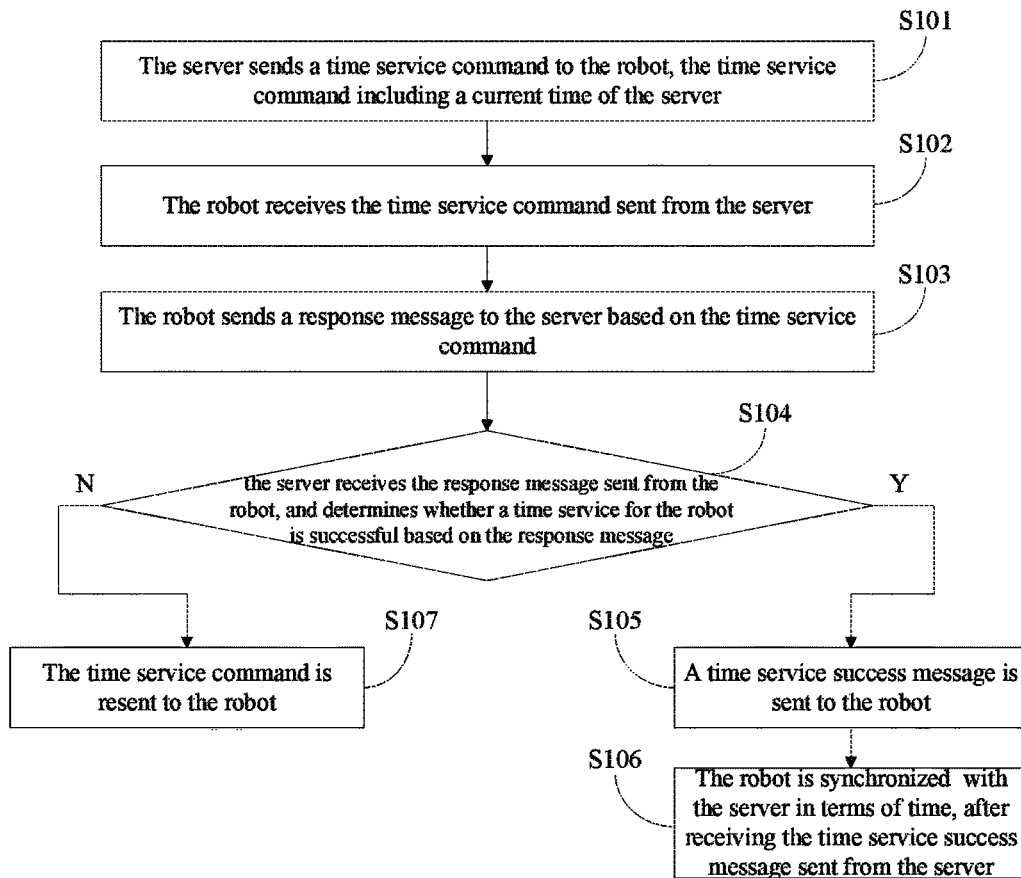 S101
The server sends a time service command to the robot, the time service
command including a current time of the server
S102
The robot receives the time service command sent from the server
S103
The robot sends a response message to the server based on the time service
command
S104
N
the server receives the response message sent from the
robot, and determines whether a time service for the robot
is successful based on the response message
Y
S107
The time service command is
resent to the robot
S105
A time service success message is
sent to the robot
S106
The robot is synchronized with
the server in terms of time, after
receiving the time service success
message sent from the server